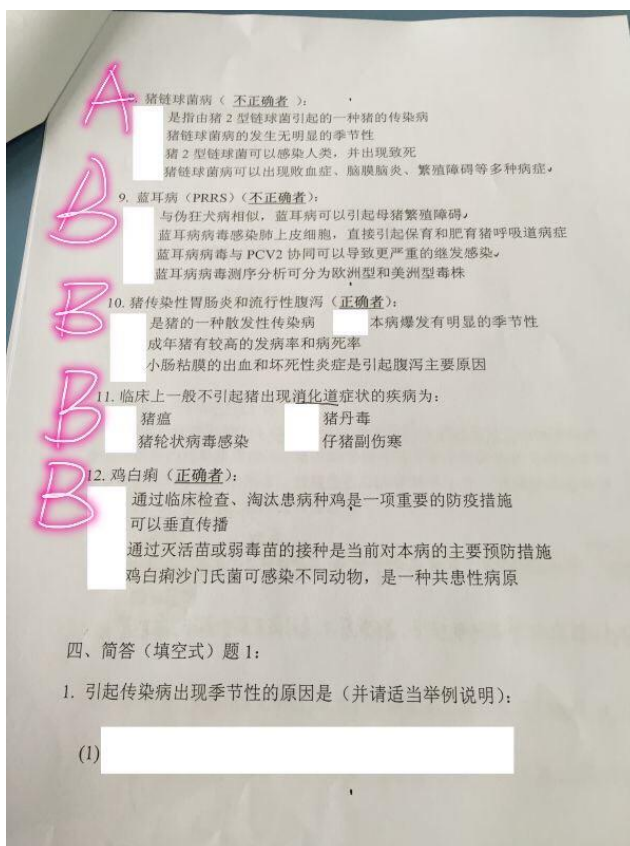 A 8. 猪链球菌病（ 不正确者 ）：
是指由猪 2 型链球菌引起的一种猪的传染病
猪链球菌病的发生无明显的季节性
猪 2 型链球菌可以感染人类，并出现致死
猪链球菌病可以出现败血症、脑膜脑炎、繁殖障碍等多种病症。
B 9. 蓝耳病（PRRS）（不正确者）：
与伪狂犬病相似，蓝耳病可以引起母猪繁殖障碍。
蓝耳病病毒感染肺上皮细胞，直接引起保育和肥育猪呼吸道病症
蓝耳病病毒与 PCV2 协同可以导致更严重的继发感染。
蓝耳病病毒测序分析可分为欧洲型和美洲型毒株
B 10. 猪传染性胃肠炎和流行性腹泻（正确者）：
是猪的一种散发性传染病 本病爆发有明显的季节性
成年猪有较高的发病率和病死率
小肠粘膜的出血和坏死性炎症是引起腹泻主要原因
B 11. 临床上一般不引起猪出现消化道症状的疾病为：
猪瘟 猪丹毒
猪轮状病毒感染 仔猪副伤寒
B 12. 鸡白痢（正确者）：
通过临床检查、淘汰患病种鸡是一项重要的防疫措施
可以垂直传播
通过灭活苗或弱毒苗的接种是当前对本病的主要预防措施
鸡白痢沙门氏菌可感染不同动物，是一种共患性病原
四、简答（填空式）题 1：
1. 引起传染病出现季节性的原因是（并请适当举例说明）：
(1)